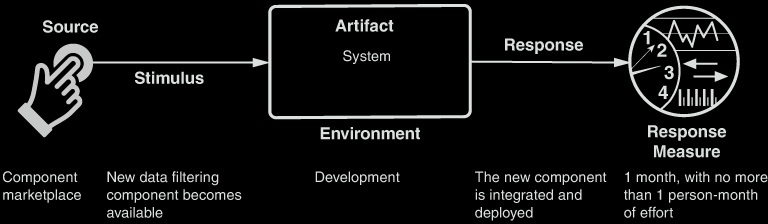 Source
Stimulus
Artifact
System
Environment
Response
1
2
3
4
Response
Measure
Component
marketplace
New data filtering
component becomes
available
Development
The new component
is integrated and
deployed
1 month, with no more
than 1 person-month
of effort